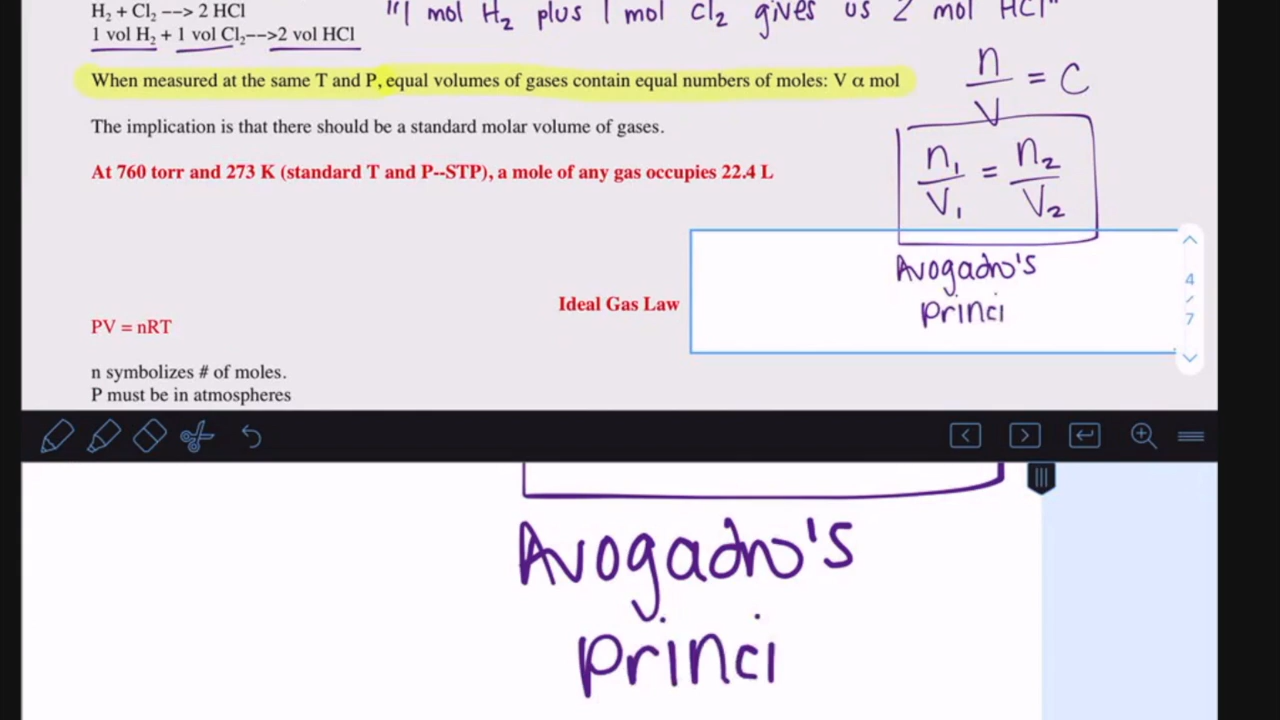 H₂ + Cl₂ --> 2 HCl
"1 mol H₂ plus 1 mol Cl₂ gives us 2 mol HCl"
1 vol H₂ + 1 vol Cl₂-->2 vol HCl
When measured at the same T and P, equal volumes of gases contain equal numbers of moles: V α mol
n/V = C
The implication is that there should be a standard molar volume of gases.
At 760 torr and 273 K (standard T and P--STP), a mole of any gas occupies 22.4 L
n₁/V₁ = n₂/V₂
Avogadro's
princi
Ideal Gas Law
PV = nRT
n symbolizes # of moles.
P must be in atmospheres
4
/
7
Avogadro's
princi